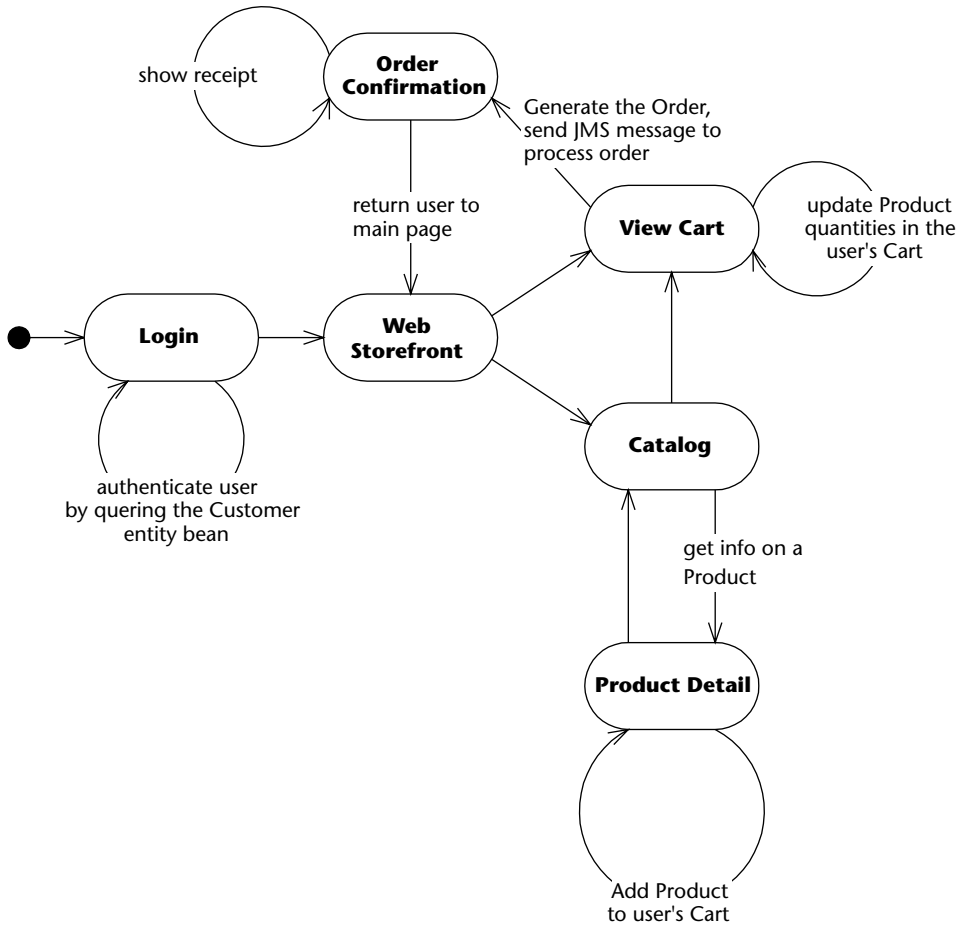 Order
Confirmation
show receipt
Generate the Order,
send JMS message to
process order
return user to
main page
View Cart
update Product
quantities in the
user's Cart
Login
Web
Storefront
Catalog
authenticate user
by quering the Customer
entity bean
get info on a
Product
Product Detail
Add Product
to user's Cart